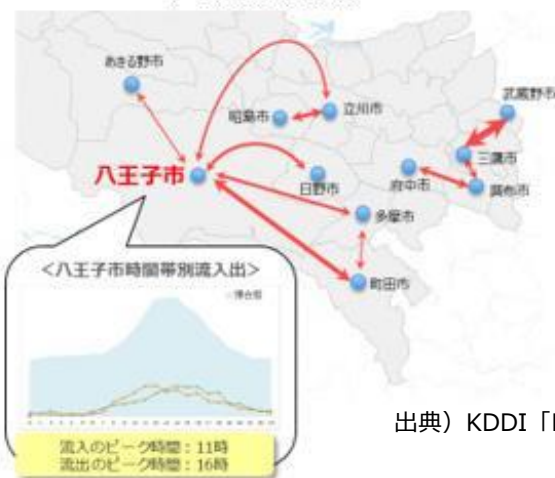 あきる野市
武蔵野市
昭島市
立川市
三鷹市
八王子市
日野市
府中市
調布市
多摩市
町田市
<八王子市時間帯別流入出>
滞在者
流入のピーク時間：11時
流出のピーク時間：16時
出典）KDDI「